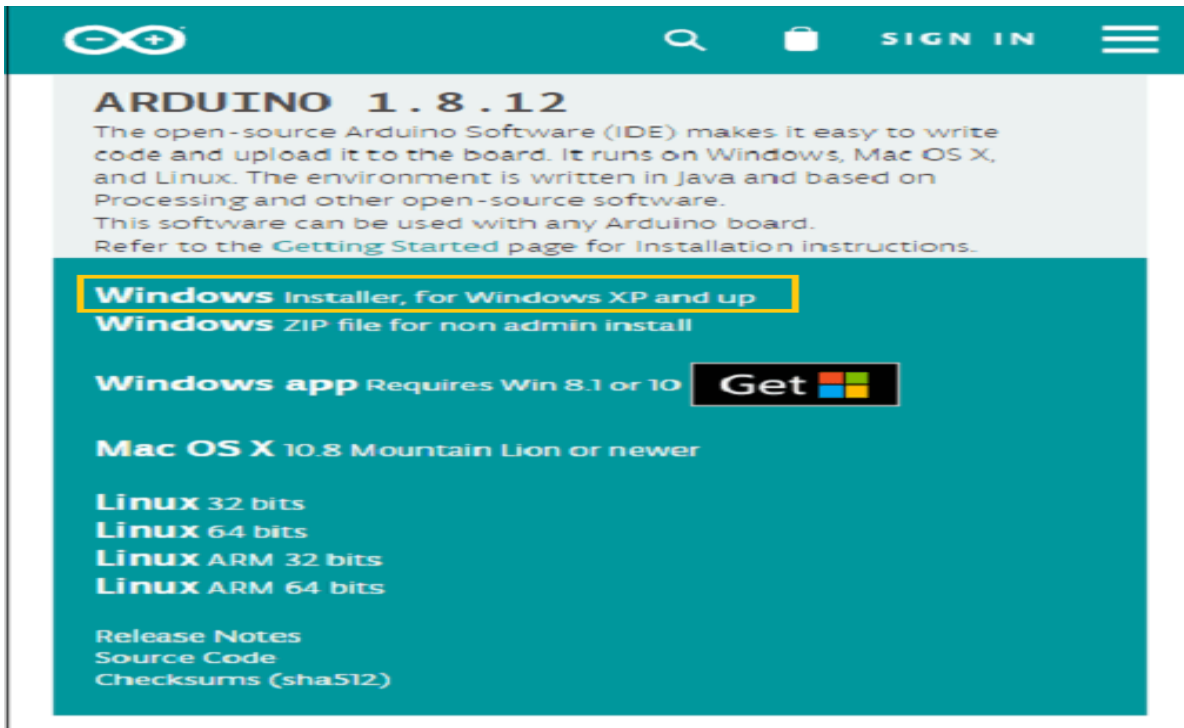 SIGN IN
ARDUINO 1.8.12
The open-source Arduino Software (IDE) makes it easy to write
code and upload it to the board. It runs on Windows, Mac OS X,
and Linux. The environment is written in Java and based on
Processing and other open-source software.
This software can be used with any Arduino board.
Refer to the Getting Started page for Installation instructions.
Windows Installer, for Windows XP and up
Windows ZIP file for non admin install
Windows app Requires Win 8.1 or 10 Get
Mac OS X 10.8 Mountain Lion or newer
Linux 32 bits
Linux 64 bits
Linux ARM 32 bits
Linux ARM 64 bits
Release Notes
Source Code
Checksums (sha512)